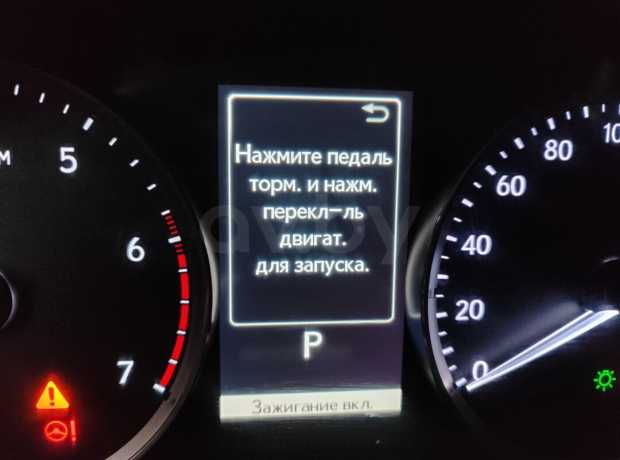 Нажмите педаль
торм. и нажм.
перекл-ль
двигат.
для запуска.
P
Зажигание вкл.
5
6
7
0
20
40
60
80